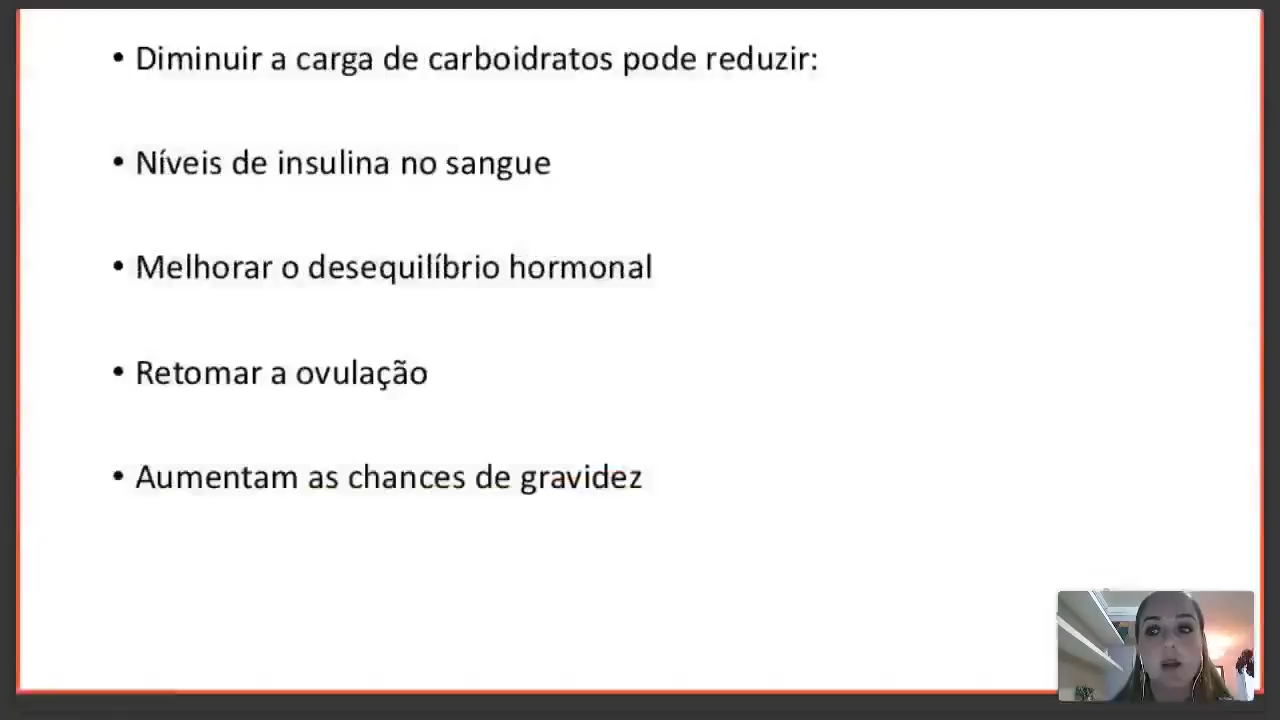 • Diminuir a carga de carboidratos pode reduzir:
• Níveis de insulina no sangue
• Melhorar o desequilíbrio hormonal
• Retomar a ovulação
• Aumentam as chances de gravidez